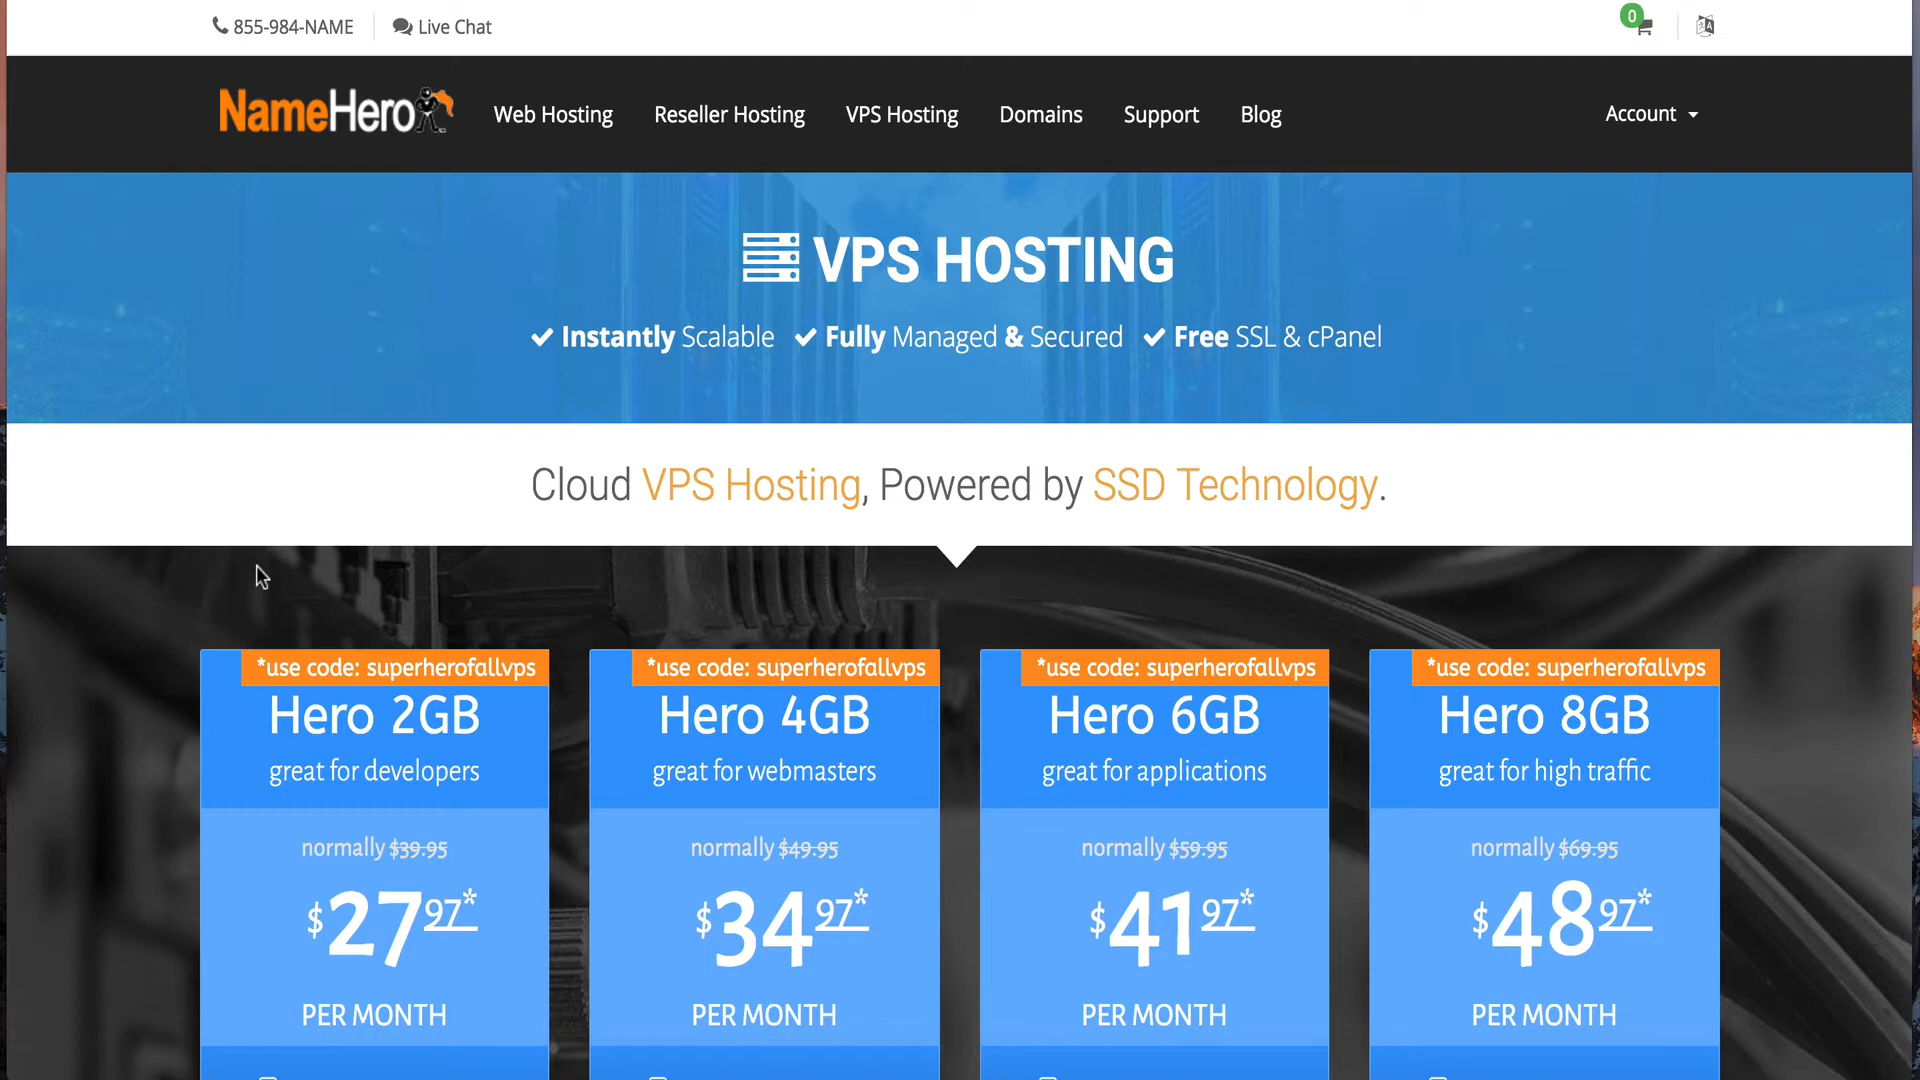 855-984-NAME Live Chat 0
NameHero Web Hosting Reseller Hosting VPS Hosting Domains Support Blog Account
VPS HOSTING
Instantly Scalable Fully Managed & Secured Free SSL & cPanel
Cloud VPS Hosting, Powered by SSD Technology.
*use code: superherofallvps
Hero 2GB
great for developers
normally $39.95
$27.97*
PER MONTH
*use code: superherofallvps
Hero 4GB
great for webmasters
normally $49.95
$34.97*
PER MONTH
*use code: superherofallvps
Hero 6GB
great for applications
normally $59.95
$41.97*
PER MONTH
*use code: superherofallvps
Hero 8GB
great for high traffic
normally $69.95
$48.97*
PER MONTH